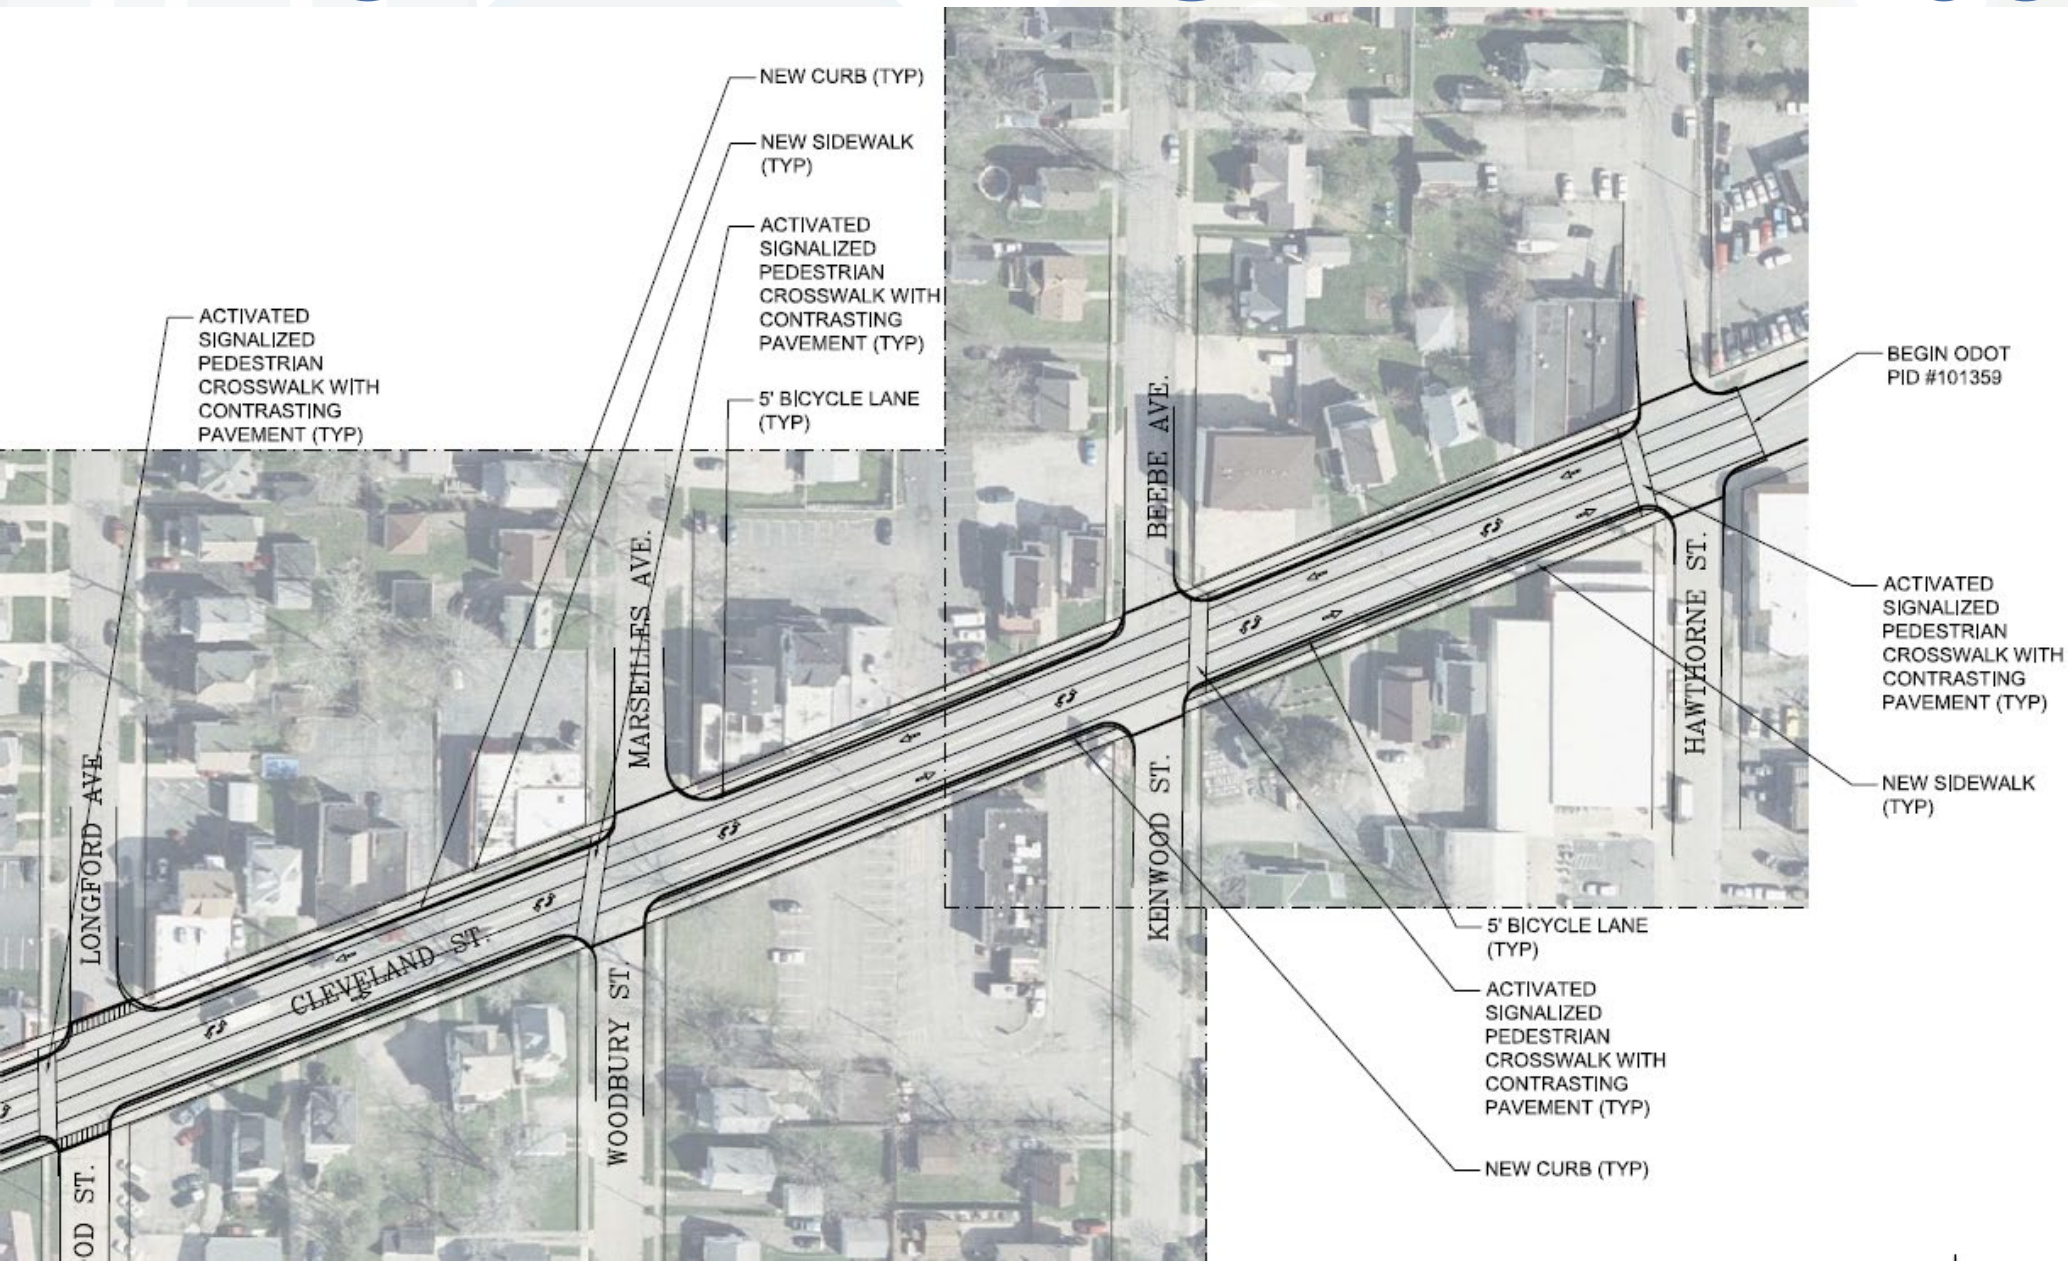 NEW CURB (TYP)
NEW SIDEWALK
(TYP)
ACTIVATED
SIGNALIZED
PEDESTRIAN
CROSSWALK WITH
CONTRASTING
PAVEMENT (TYP)
5' BICYCLE LANE
(TYP)
ACTIVATED
SIGNALIZED
PEDESTRIAN
CROSSWALK WITH
CONTRASTING
PAVEMENT (TYP)
BEGIN ODOT
PID #101359
ACTIVATED
SIGNALIZED
PEDESTRIAN
CROSSWALK WITH
CONTRASTING
PAVEMENT (TYP)
NEW SIDEWALK
(TYP)
5' BICYCLE LANE
(TYP)
ACTIVATED
SIGNALIZED
PEDESTRIAN
CROSSWALK WITH
CONTRASTING
PAVEMENT (TYP)
NEW CURB (TYP)
LONGFORD AVE.
MARSEILLES AVE.
BEEBE AVE.
HAWTHORNE ST.
KENWOOD ST.
WOODBURY ST.
CLEVELAND ST.
OD ST.